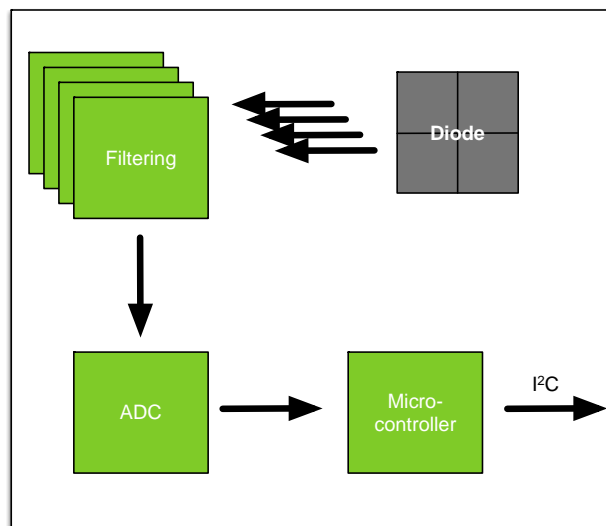 Filtering
Diode
ADC
Micro-
controller
I²C